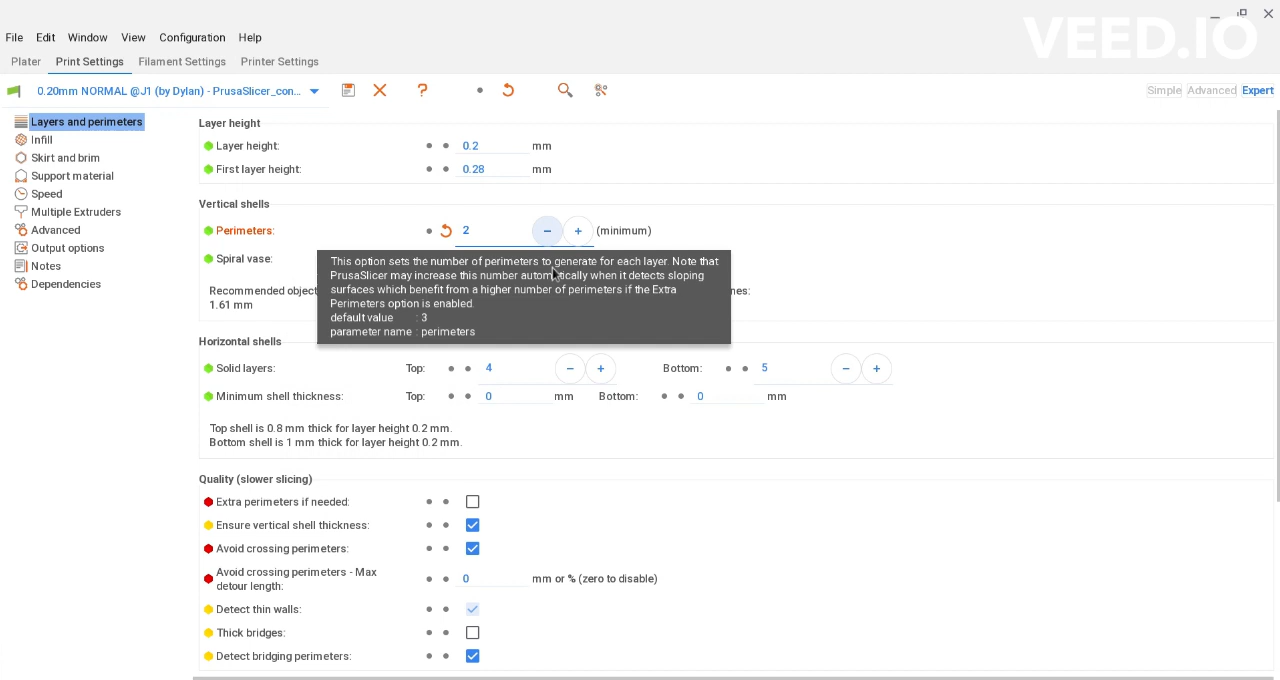 VEED.IO
File Edit Window View Configuration Help
Plater Print Settings Filament Settings Printer Settings
0.20mm NORMAL @J1 (by Dylan) - PrusaSlicer_con...
Simple Advanced Expert
Layers and perimeters
Infill
Skirt and brim
Support material
Speed
Multiple Extruders
Advanced
Output options
Notes
Dependencies
Layer height
Layer height: 0.2 mm
First layer height: 0.28 mm
Vertical shells
Perimeters: 2 - + (minimum)
This option sets the number of perimeters to generate for each layer. Note that
PrusaSlicer may increase this number automatically when it detects sloping
surfaces which benefit from a higher number of perimeters if the Extra
Perimeters option is enabled.
default value : 3
parameter name : perimeters
Spiral vase:
Recommended object
nes:
1.61 mm
Horizontal shells
Solid layers: Top: 4 - + Bottom: 5 - +
Minimum shell thickness: Top: 0 mm Bottom: 0 mm
Top shell is 0.8 mm thick for layer height 0.2 mm.
Bottom shell is 1 mm thick for layer height 0.2 mm.
Quality (slower slicing)
Extra perimeters if needed:
Ensure vertical shell thickness:
Avoid crossing perimeters:
Avoid crossing perimeters - Max
detour length: 0 mm or % (zero to disable)
Detect thin walls:
Thick bridges:
Detect bridging perimeters: